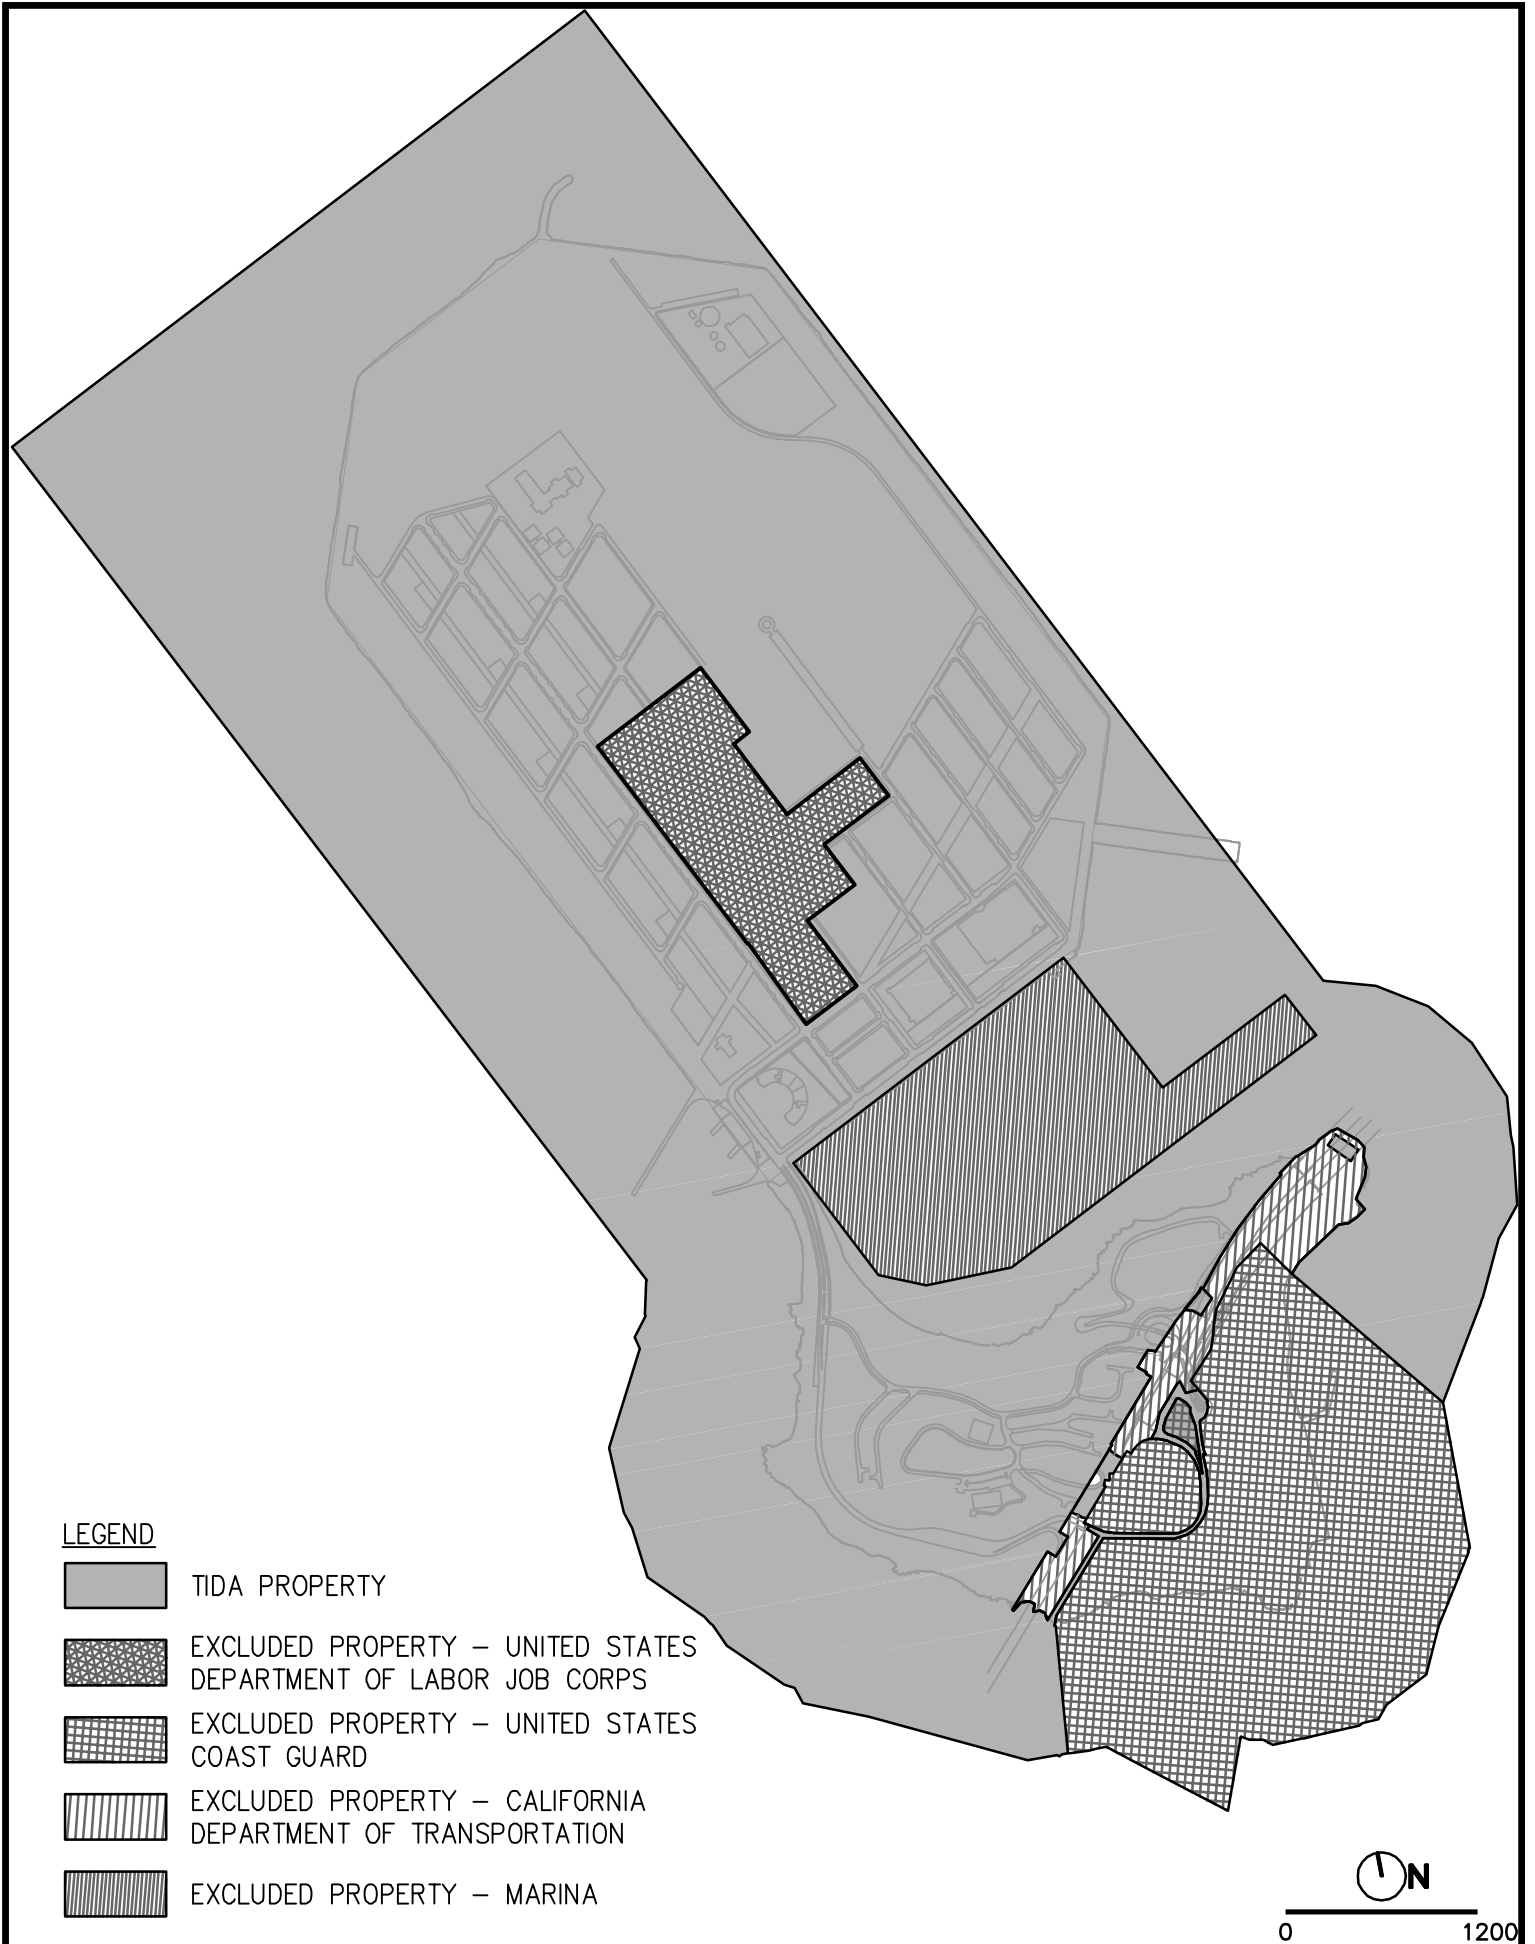 LEGEND
TIDA PROPERTY
EXCLUDED PROPERTY – UNITED STATES
DEPARTMENT OF LABOR JOB CORPS
EXCLUDED PROPERTY – UNITED STATES
COAST GUARD
EXCLUDED PROPERTY – CALIFORNIA
DEPARTMENT OF TRANSPORTATION
EXCLUDED PROPERTY – MARINA
N
0 1200